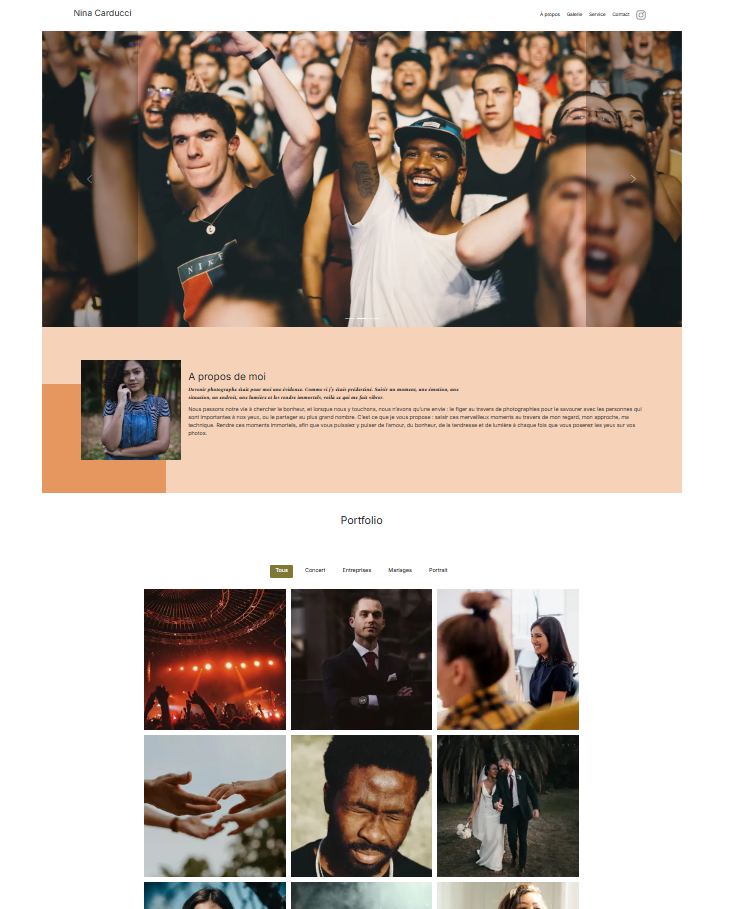 Nina Carducci
À propos Galerie Service Contact
NIKE
A propos de moi
Devenir photographe était pour moi une évidence. Comme si j'y étais prédestiné. Saisir un moment, une émotion, une
situation, un endroit, aux lumières et les rendre immortels, voilà ce qui me fait vibrer.
Nous passons notre vie à chercher le bonheur, et lorsque nous y touchons, nous n'avons qu'une envie : le figer au travers de photographies pour le savourer avec les personnes qui
sont importantes à nos yeux, ou le partager au plus grand nombre. C'est ce que je vous propose : saisir ces merveilleux moments au travers de mon regard, mon approche, ma
technique. Rendre ces moments immortels, afin que vous puissiez y puiser de l'amour, du bonheur, de la tendresse et de lumière à chaque fois que vous poserez les yeux sur vos
photos.
Portfolio
Tous Concert Entreprises Mariages Portrait